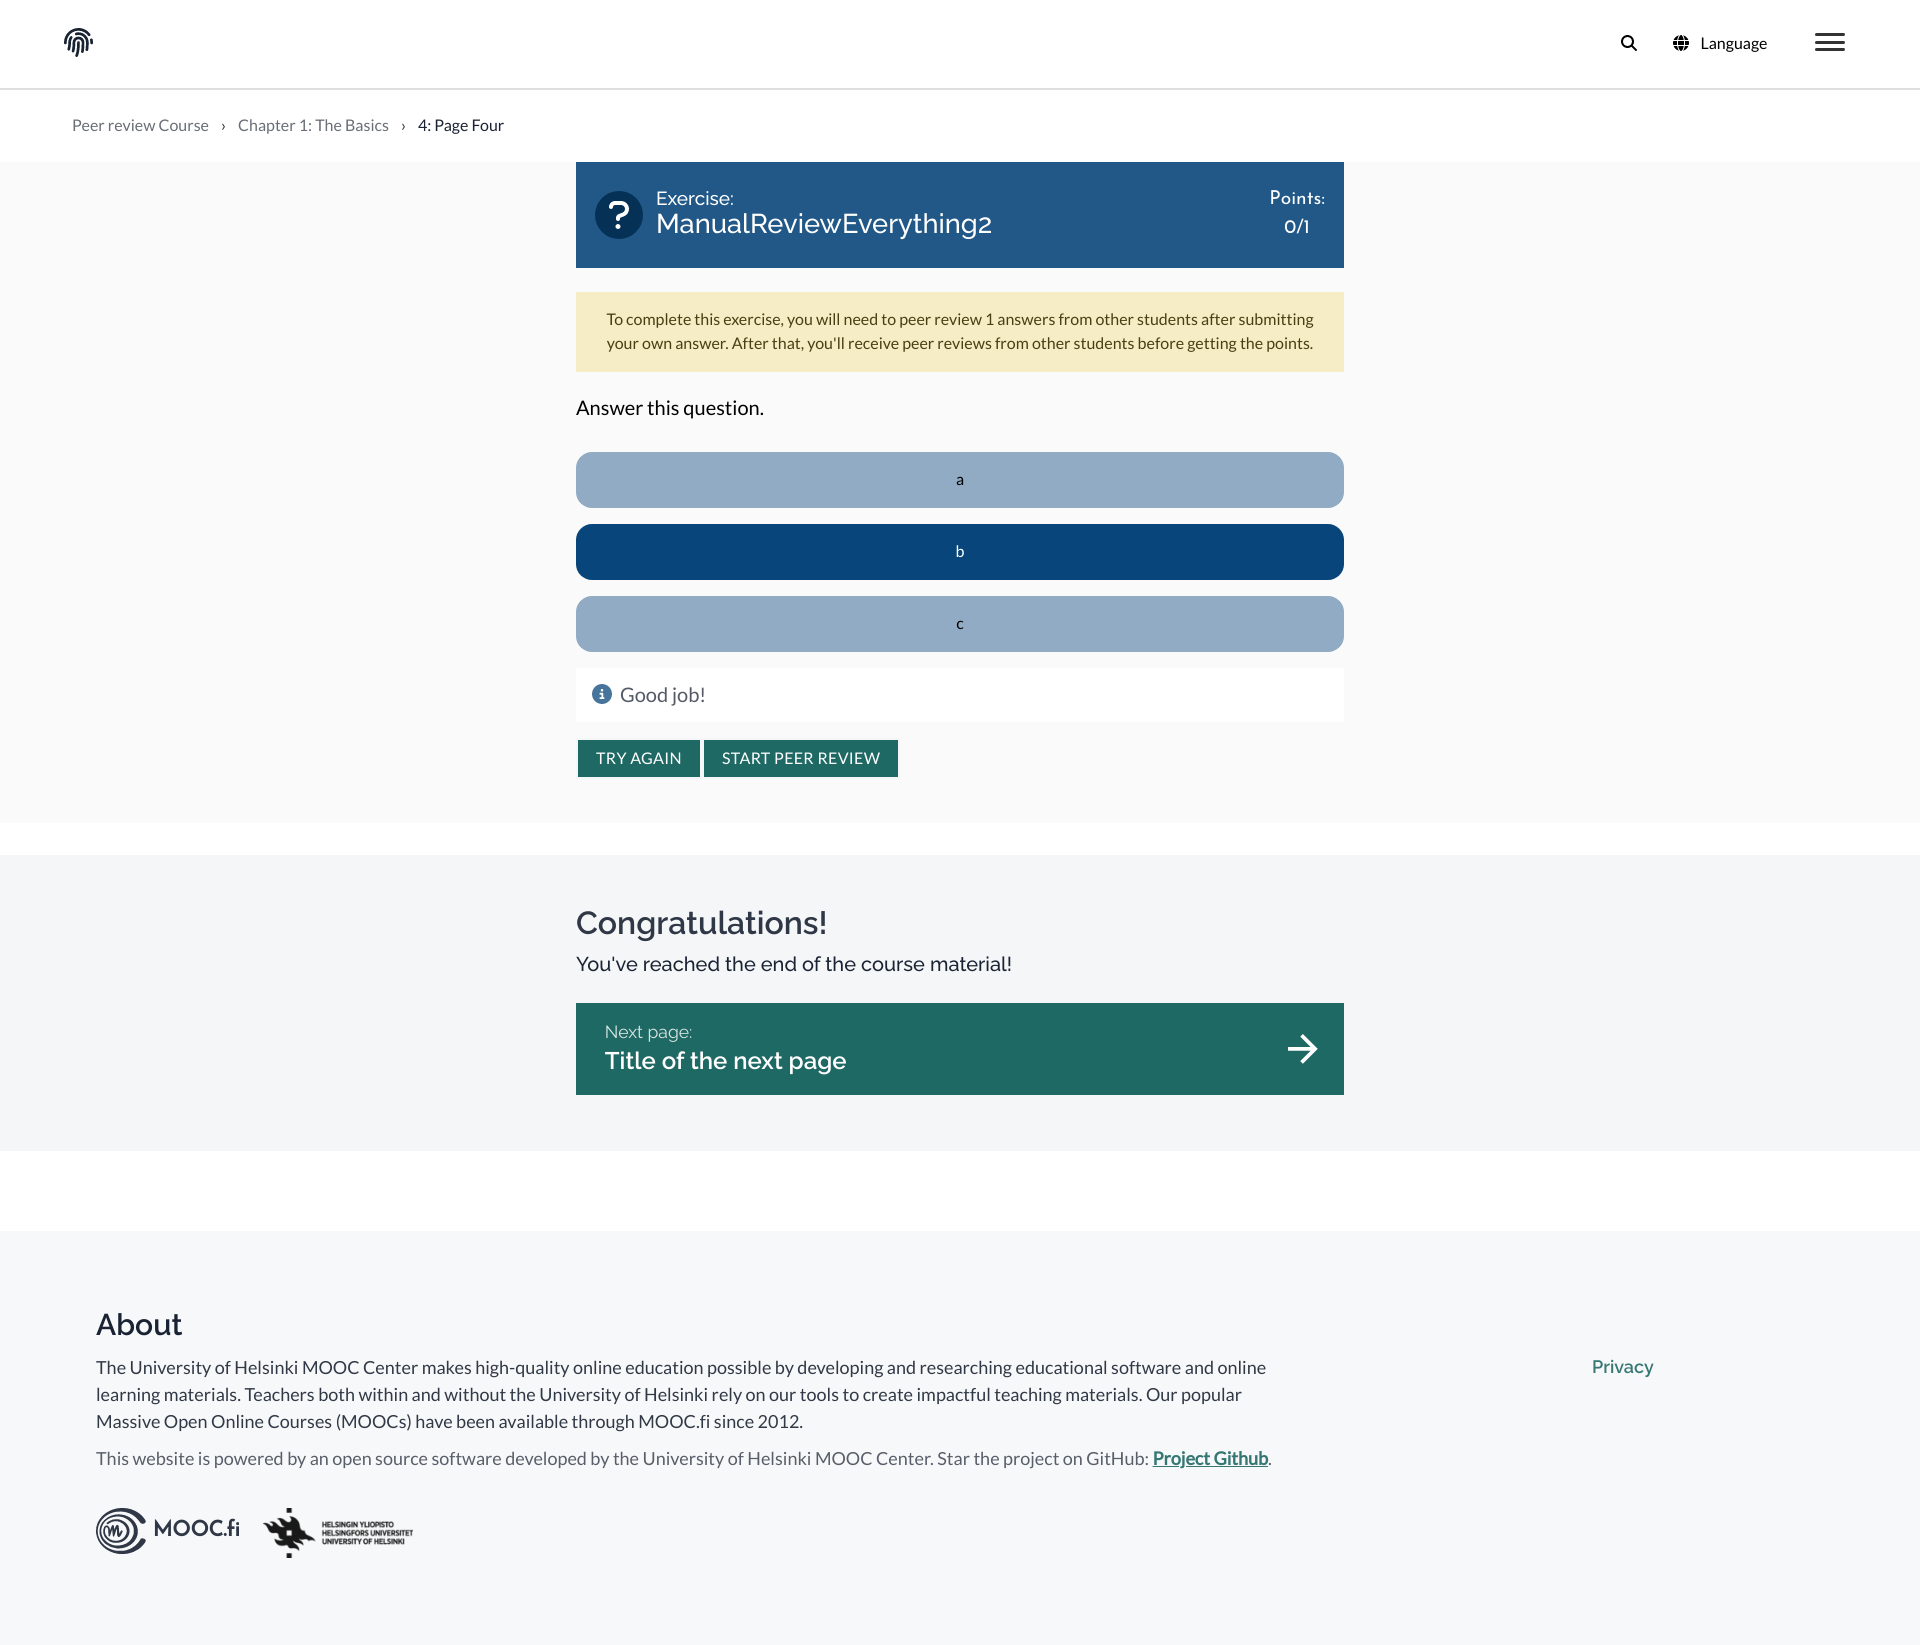 Language
Peer review Course › Chapter 1: The Basics › 4: Page Four
Exercise:
ManualReviewEverything2
Points:
0/1
To complete this exercise, you will need to peer review 1 answers from other students after submitting
your own answer. After that, you'll receive peer reviews from other students before getting the points.
Answer this question.
a
b
c
Good job!
TRY AGAIN
START PEER REVIEW
Congratulations!
You've reached the end of the course material!
Next page:
Title of the next page
About
The University of Helsinki MOOC Center makes high-quality online education possible by developing and researching educational software and online
learning materials. Teachers both within and without the University of Helsinki rely on our tools to create impactful teaching materials. Our popular
Massive Open Online Courses (MOOCs) have been available through MOOC.fi since 2012.
This website is powered by an open source software developed by the University of Helsinki MOOC Center. Star the project on GitHub: Project Github.
Privacy
MOOC.fi
HELSINGIN YLIOPISTO
HELSINGFORS UNIVERSITET
UNIVERSITY OF HELSINKI